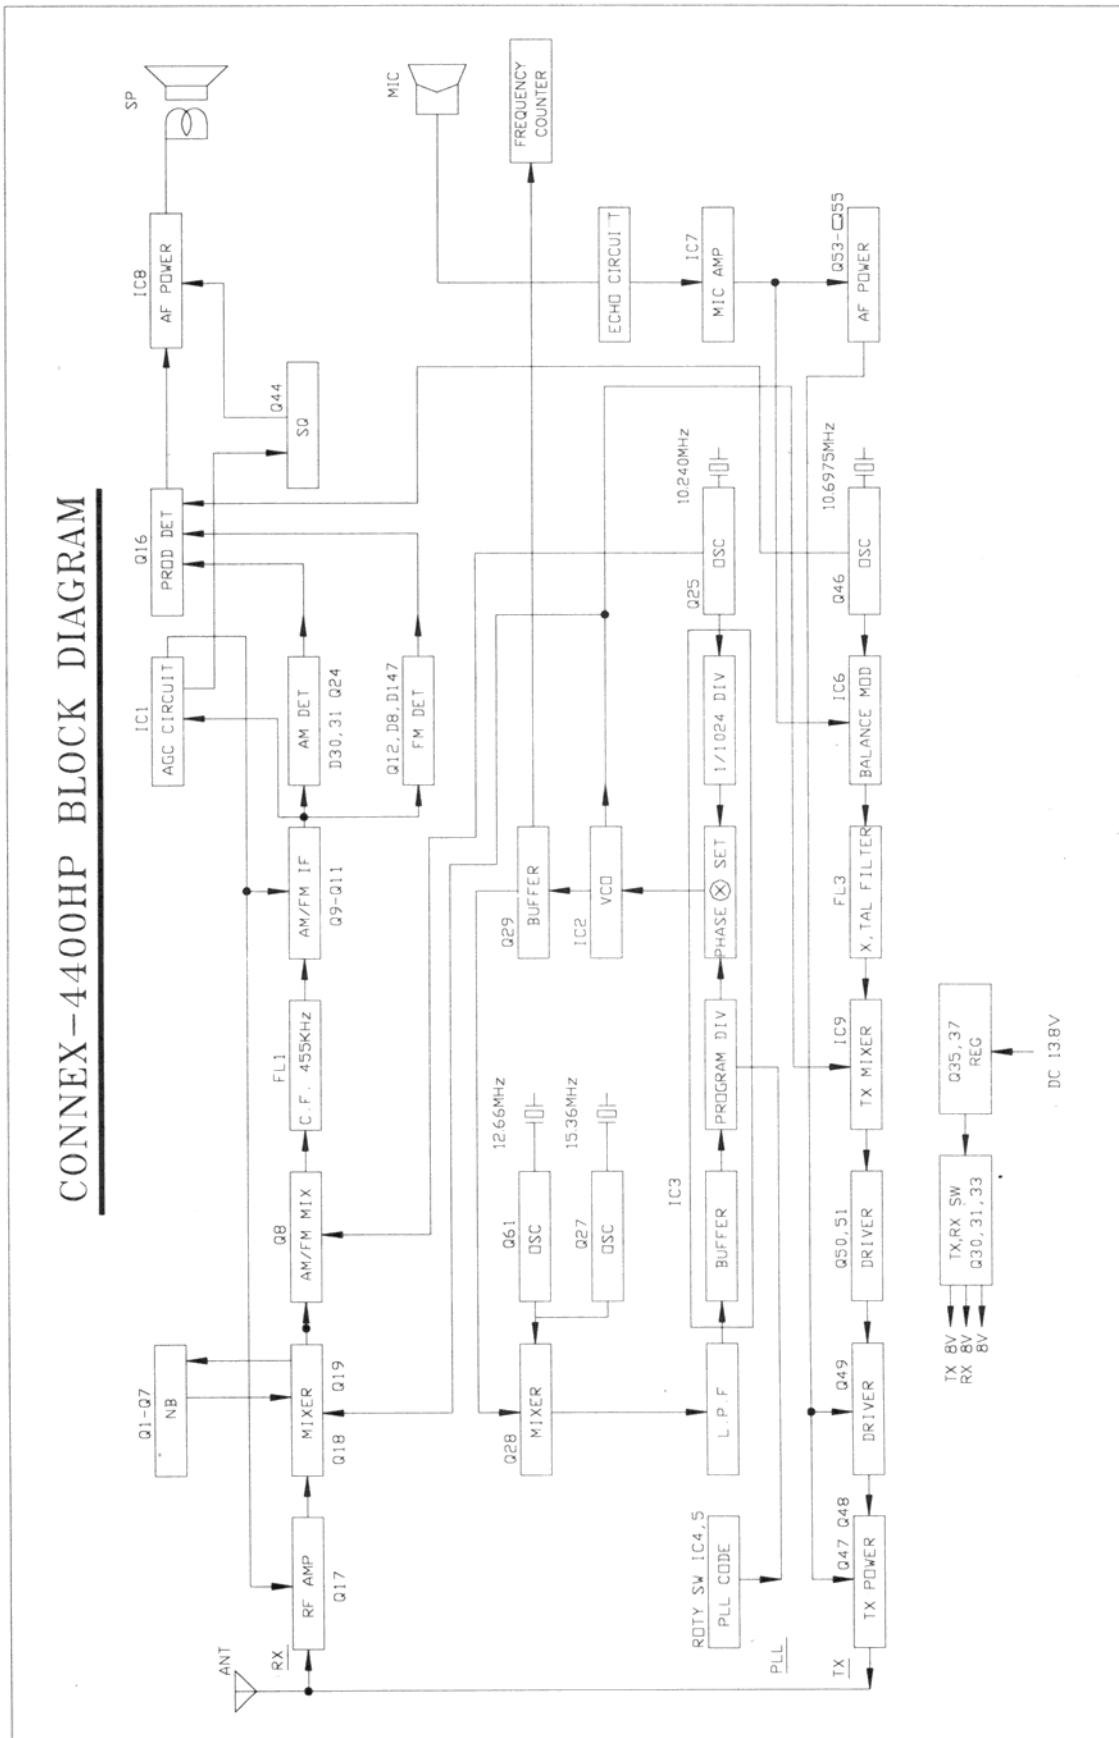 CONNEX-4400HP BLOCK DIAGRAM
ANT
RX
RF AMP
Q17
Q1-Q7
NB
MIXER
Q18 Q19
Q8
AM/FM MIX
FL1
C.F. 455KHz
AM/FM IF
Q9-Q11
IC1
AGC CIRCUIT
AM DET
D30,31 Q24
Q12,D8,D147
FM DET
Q16
PROD DET
Q44
SQ
IC8
AF POWER
SP
MIC
FREQUENCY
COUNTER
Q28
MIXER
Q61
OSC
12.66MHz
Q27
OSC
15.36MHz
Q29
BUFFER
IC2
VCO
ECHO CIRCUIT
IC7
MIC AMP
Q53-Q55
AF POWER
ROTY SW IC4,5
PLL CODE
PLL
L.P.F
IC3
BUFFER
PROGRAM DIV
PHASE X SET
1/1024 DIV
Q25
OSC
10.240MHz
TX
Q47 Q48
TX POWER
Q49
DRIVER
Q50,51
DRIVER
IC9
TX MIXER
FL3
X,TAL FILTER
IC6
BALANCE MOD
Q46
OSC
10.6975MHz
TX 8V
RX 8V
8V
TX,RX SW
Q30,31,33
Q35,37
REG
DC 13.8V